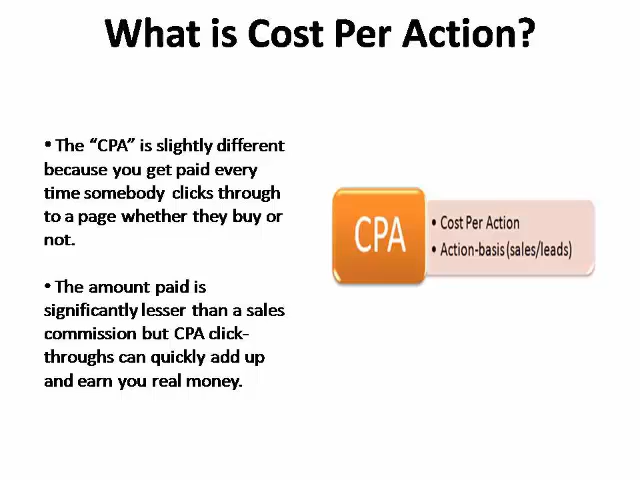 What is Cost Per Action?
• The “CPA” is slightly different
because you get paid every
time somebody clicks through
to a page whether they buy or
not.
• The amount paid is
significantly lesser than a sales
commission but CPA click-
throughs can quickly add up
and earn you real money.
CPA
• Cost Per Action
• Action-basis (sales/leads)